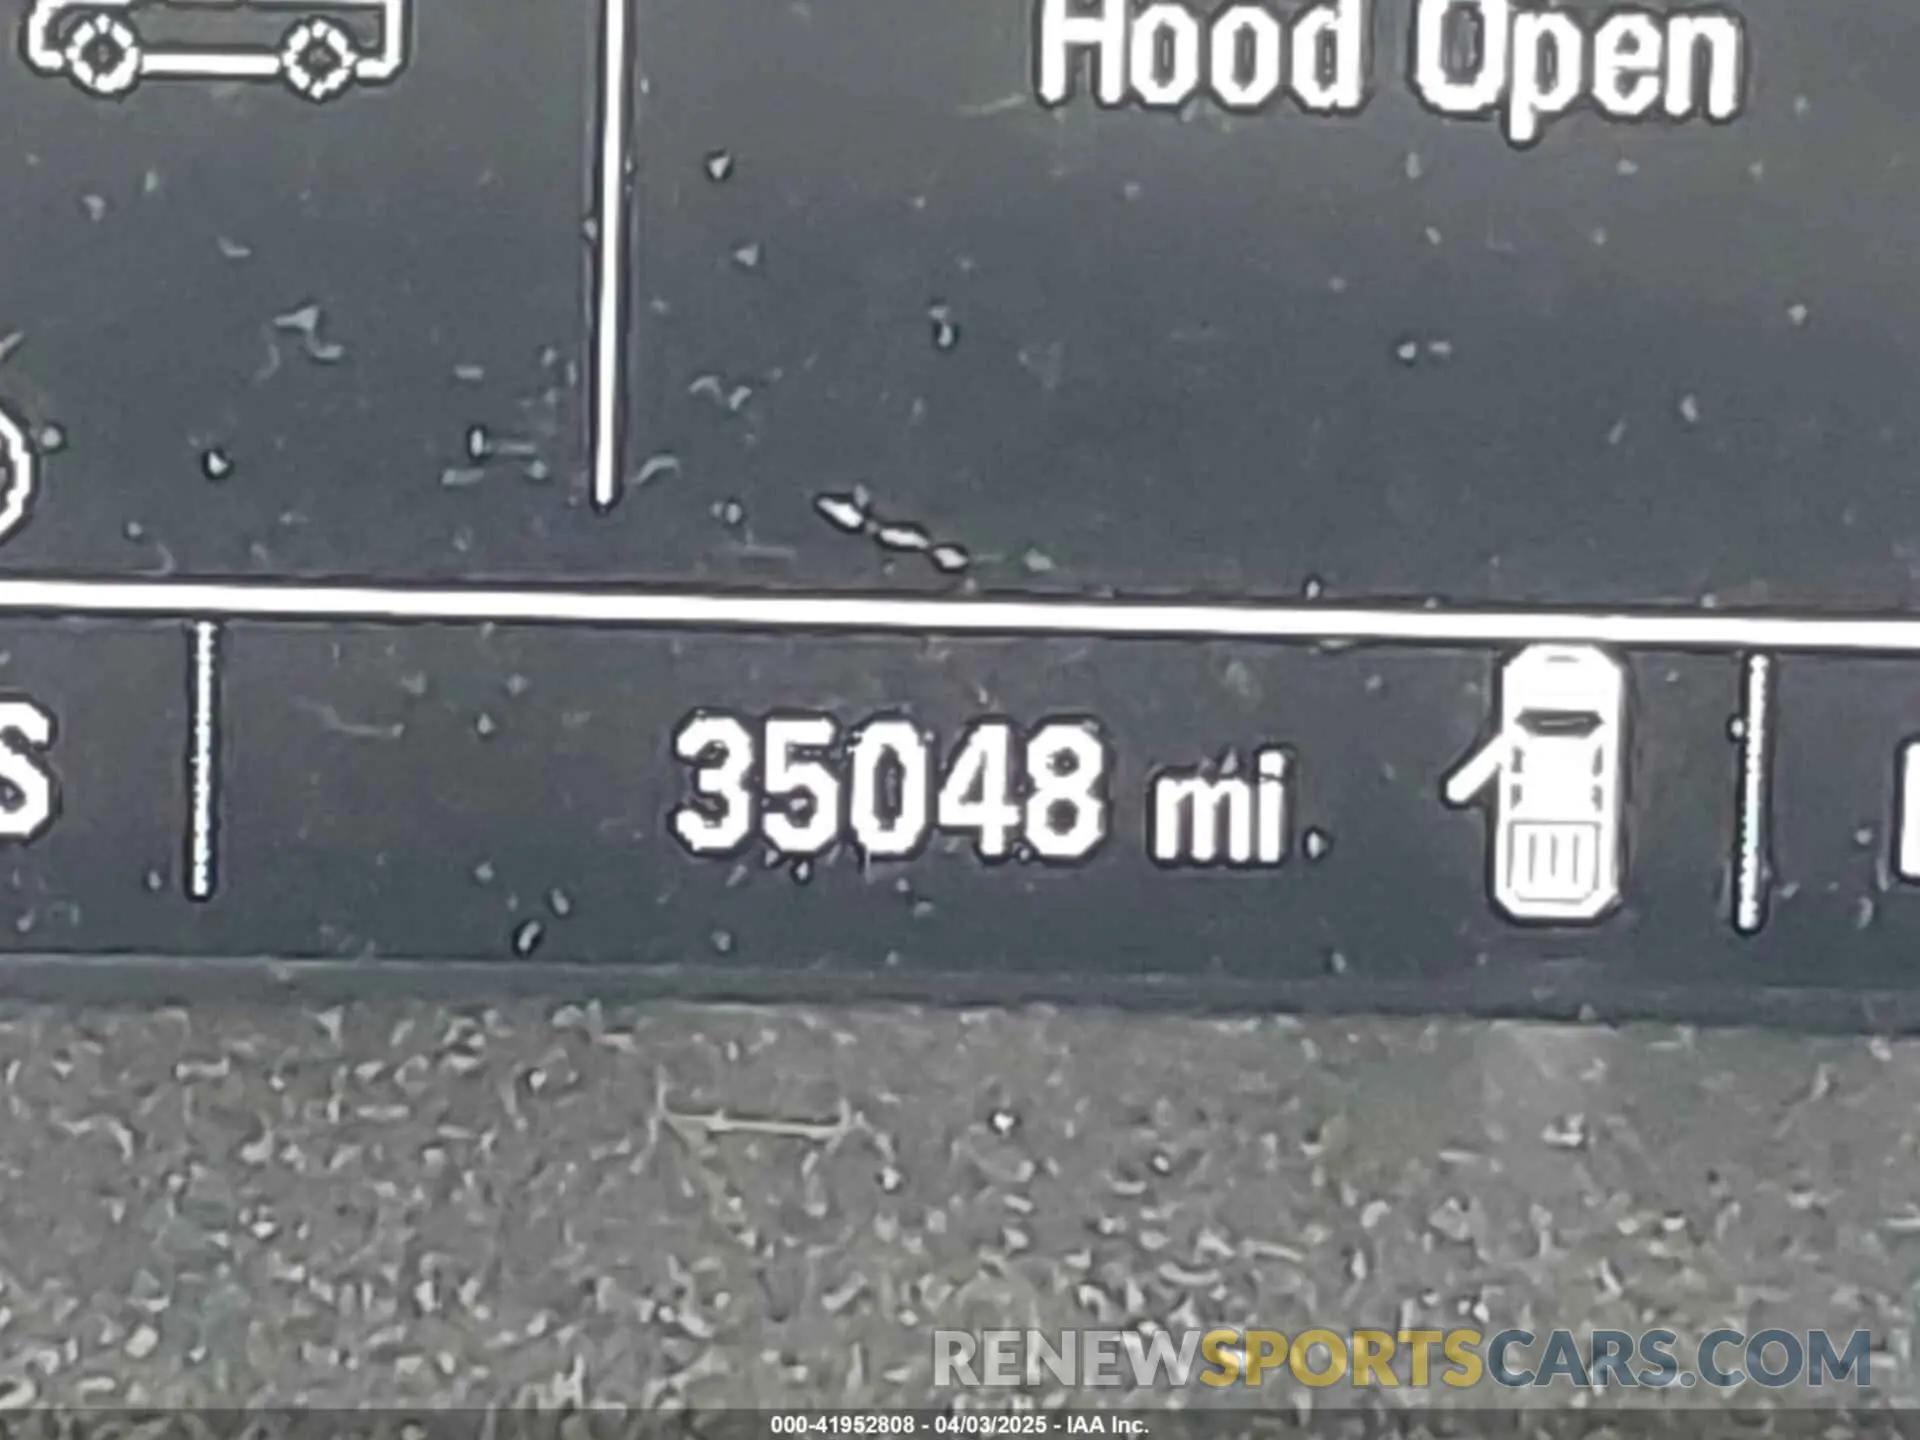 Hood Open
S
35048 mi
RENEWSPORTSCARS.COM
000-41952808 - 04/03/2025 - IAA Inc.